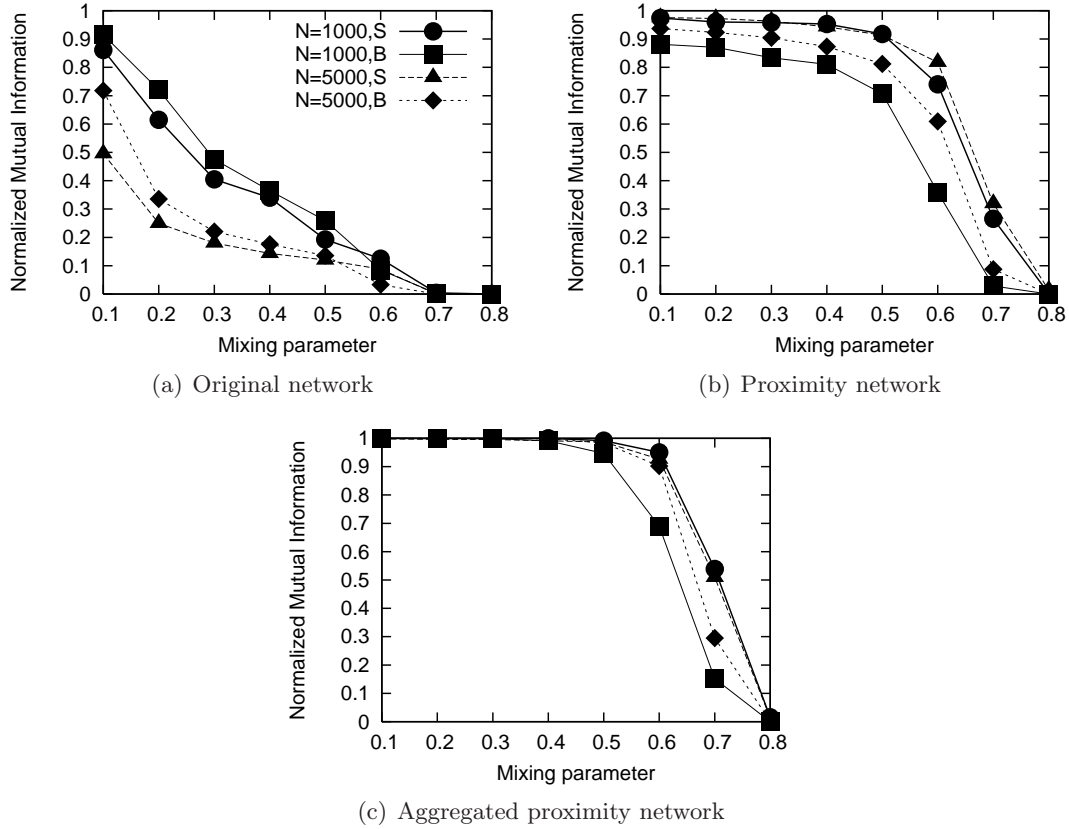 1
0.9
0.8
0.7
0.6
0.5
0.4
0.3
0.2
0.1
0
Normalized Mutual Information
N=1000,S
N=1000,B
N=5000,S
N=5000,B
0.1 0.2 0.3 0.4 0.5 0.6 0.7 0.8
Mixing parameter
(a) Original network
1
0.9
0.8
0.7
0.6
0.5
0.4
0.3
0.2
0.1
0
Normalized Mutual Information
0.1 0.2 0.3 0.4 0.5 0.6 0.7 0.8
Mixing parameter
(b) Proximity network
1
0.9
0.8
0.7
0.6
0.5
0.4
0.3
0.2
0.1
0
Normalized Mutual Information
0.1 0.2 0.3 0.4 0.5 0.6 0.7 0.8
Mixing parameter
(c) Aggregated proximity network